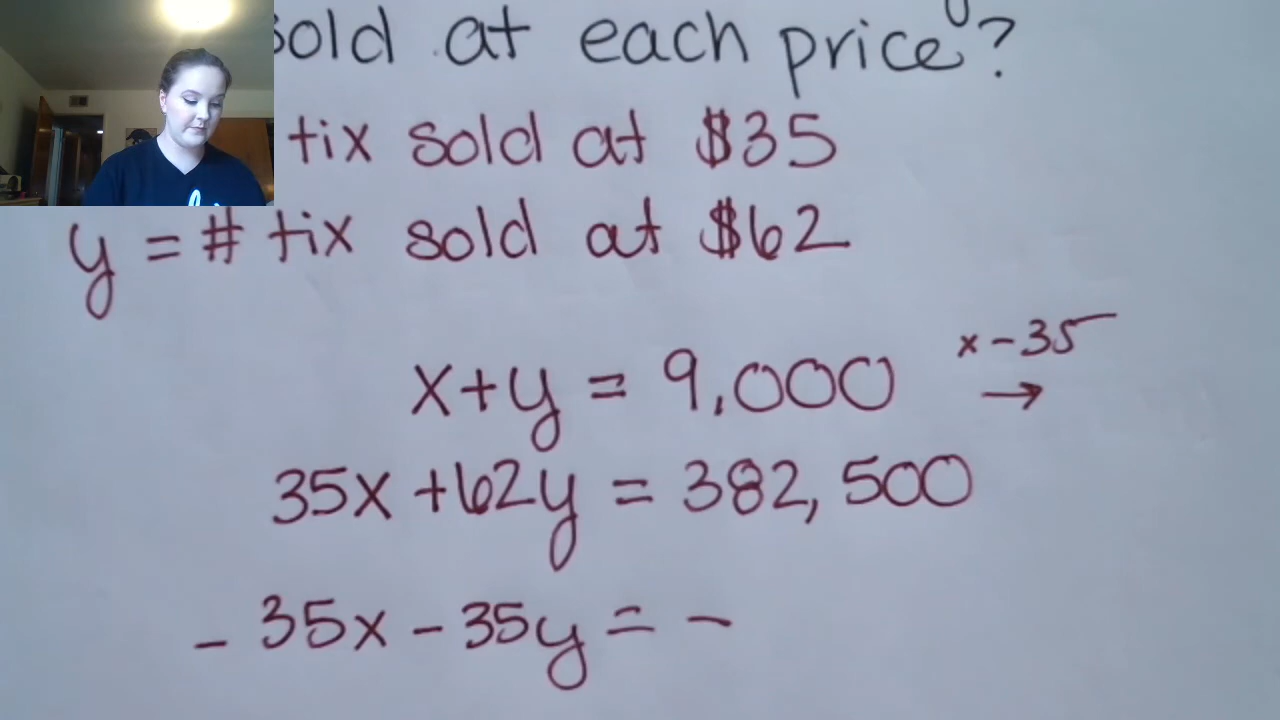 sold at each price?
tix sold at $35
y = # tix sold at $62
x+y = 9,000 x-35 →
35x +62y = 382,500
- 35x - 35y = -